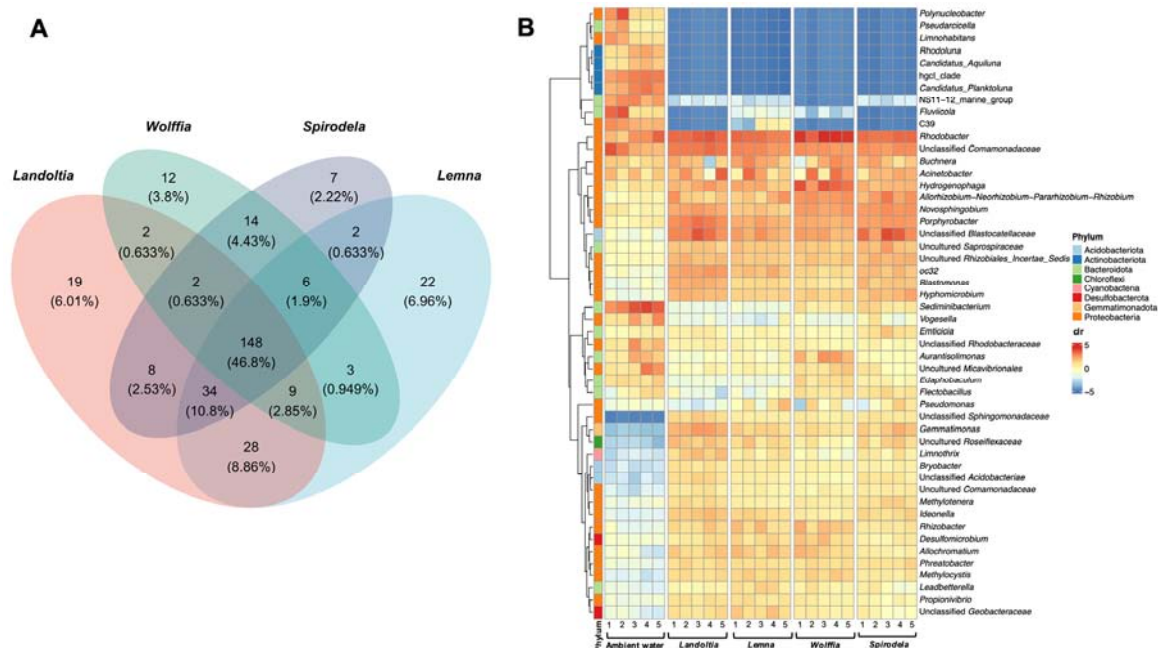 A
Wolffia
Spirodela
Landoltia
Lemna
12
(3.8%)
7
(2.22%)
14
(4.43%)
2
(0.633%)
2
(0.633%)
19
(6.01%)
2
(0.633%)
6
(1.9%)
22
(6.96%)
148
(46.8%)
8
(2.53%)
34
(10.8%)
9
(2.85%)
3
(0.949%)
28
(8.86%)
B
Polynucleobacter
Pseudarcicella
Limnohabitans
Rhodoluna
Candidatus_Aquiluna
hgcI_clade
Candidatus_Planktoluna
NS11-12_marine_group
Fluviicola
C39
Rhodobacter
Unclassified Comamonadaceae
Buchnera
Acinetobacter
Hydrogenophaga
Allorhizobium-Neorhizobium-Pararhizobium-Rhizobium
Novosphingobium
Porphyrobacter
Unclassified Blastocatellaceae
Uncultured Saprospiraceae
Uncultured Rhizobiales_Incertae_Sedis
oc32
Blastomonas
Hyphomicrobium
Sediminibacterium
Vogesella
Emticicia
Unclassified Rhodobacteraceae
Aurantisolimonas
Uncultured Micavibrionales
Edaphobaculum
Flectobacillus
Pseudomonas
Unclassified Sphingomonadaceae
Gemmatimonas
Uncultured Roseiflexaceae
Limnothrix
Bryobacter
Unclassified Acidobacteriae
Uncultured Comamonadaceae
Methylotenera
Ideonella
Rhizobacter
Desulfomicrobium
Allochromatium
Phreatobacter
Methylocystis
Leadbetterella
Propionivibrio
Unclassified Geobacteraceae
Phylum
Acidobacteriota
Actinobacteriota
Bacteroidota
Chloroflexi
Cyanobacteria
Desulfobacterota
Gemmatimonadota
Proteobacteria
clr
5
0
-5
Phylum
1 2 3 4 5 1 2 3 4 5 1 2 3 4 5 1 2 3 4 5 1 2 3 4 5
Ambient water Landoltia Lemna Wolffia Spirodela